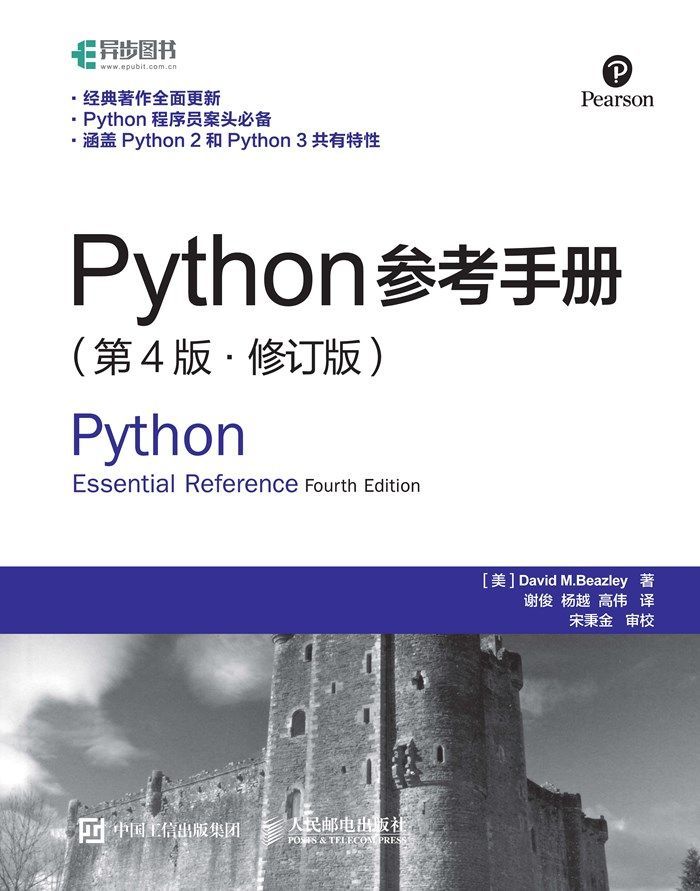 异步图书
www.epubit.com.cn
Pearson
· 经典著作全面更新
· Python 程序员案头必备
· 涵盖 Python 2 和 Python 3 共有特性
Python 参考手册
（第 4 版 · 修订版）
Python
Essential Reference Fourth Edition
［美］David M.Beazley 著
谢俊 杨越 高伟 译
宋秉金 审校
中国工信出版集团
人民邮电出版社
POSTS & TELECOM PRESS